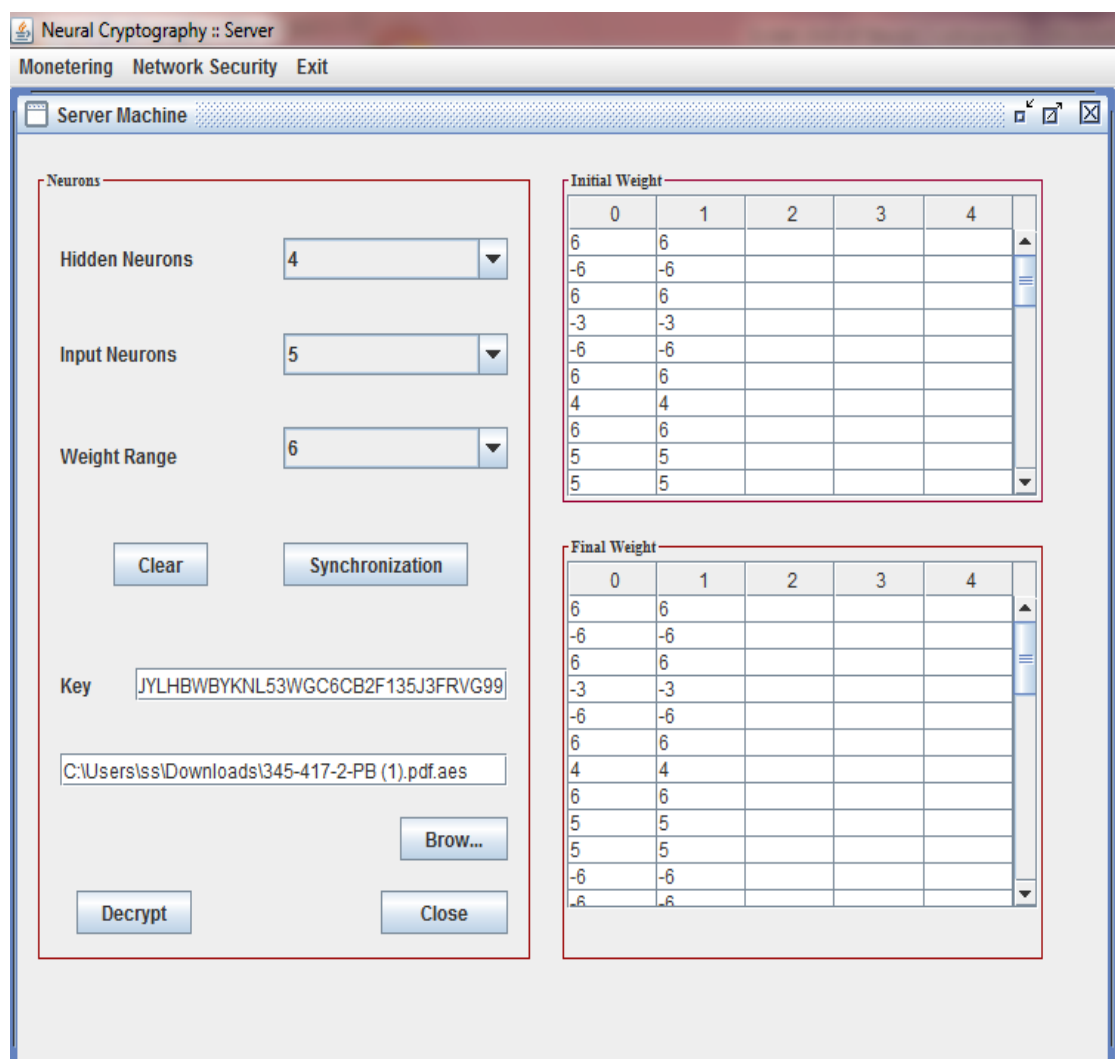 Neural Cryptography :: Server
Monetering Network Security Exit
Server Machine
Neurons
Hidden Neurons 4
Input Neurons 5
Weight Range 6
Clear Synchronization
Key JYLHBWBYKNL53WGC6CB2F135J3FRVG99
C:\Users\ss\Downloads\345-417-2-PB (1).pdf.aes
Brow...
Decrypt Close
Initial Weight
0 1 2 3 4
6 6
-6 -6
6 6
-3 -3
-6 -6
6 6
4 4
6 6
5 5
5 5
Final Weight
0 1 2 3 4
6 6
-6 -6
6 6
-3 -3
-6 -6
6 6
4 4
6 6
5 5
5 5
-6 -6
-6 -6